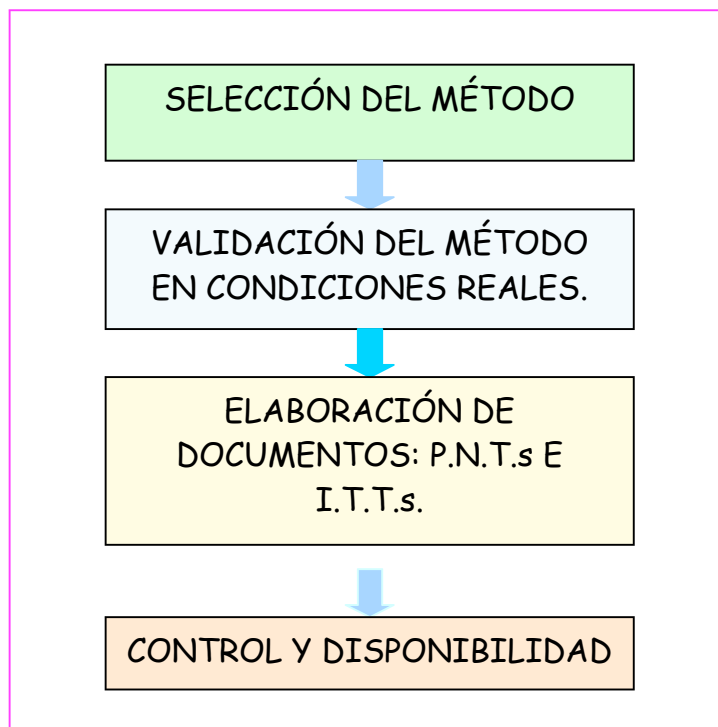 SELECCIÓN DEL MÉTODO
VALIDACIÓN DEL MÉTODO
EN CONDICIONES REALES.
ELABORACIÓN DE
DOCUMENTOS: P.N.T.s E
I.T.T.s.
CONTROL Y DISPONIBILIDAD